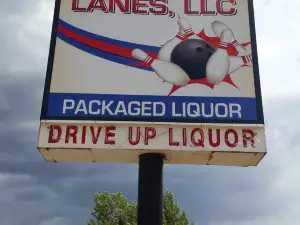 LANES, LLC
PACKAGED LIQUOR
DRIVE UP LIQUOR